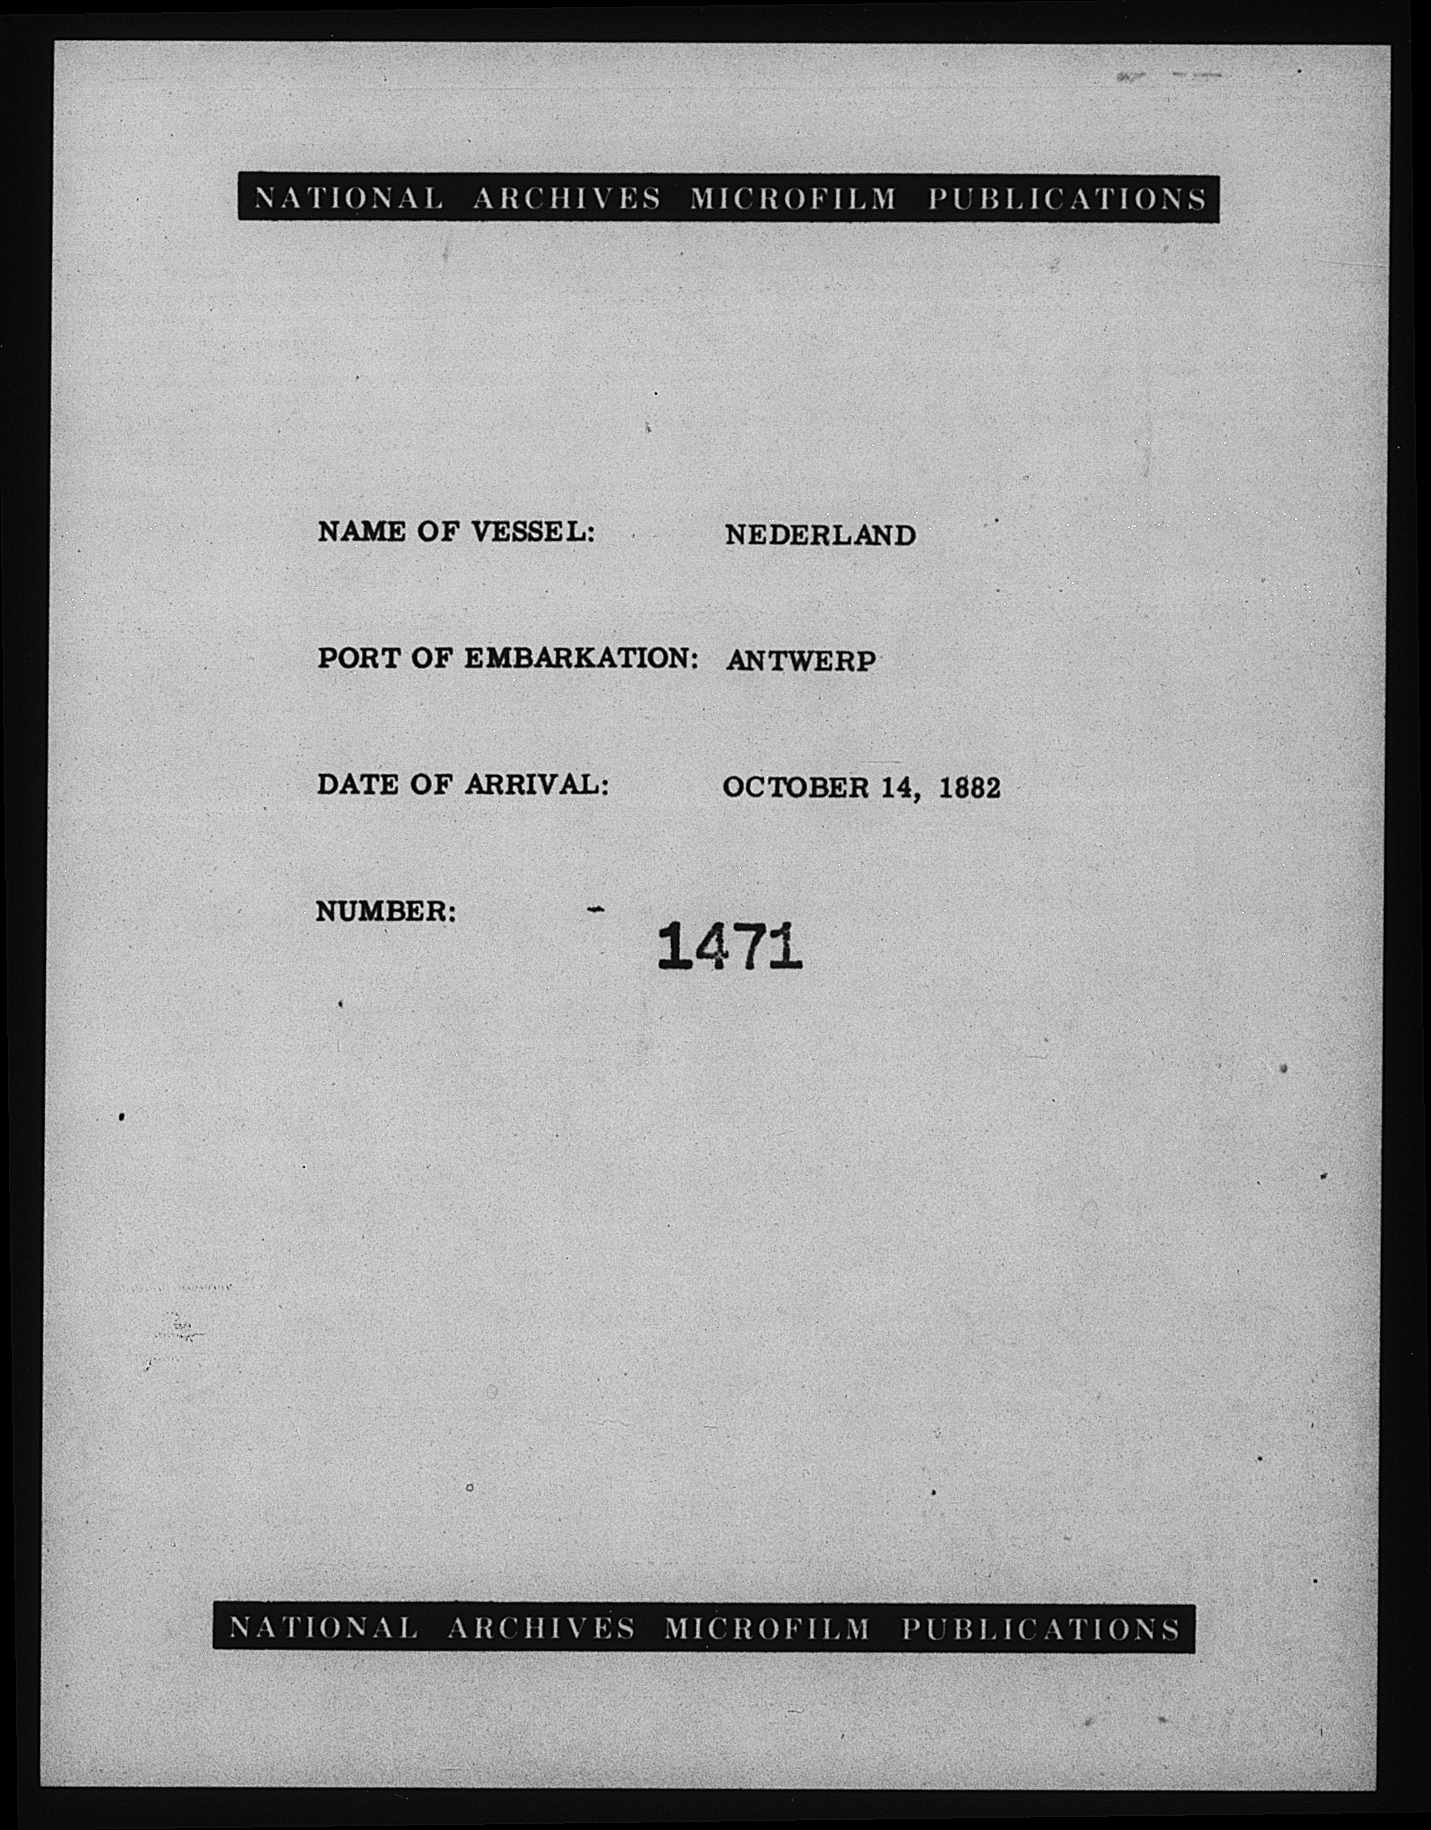 NATIONAL ARCHIVES MICROFILM PUBLICATIONS
NAME OF VESSEL: NEDERLAND
PORT OF EMBARKATION: ANTWERP
DATE OF ARRIVAL: OCTOBER 14, 1882
NUMBER: - 1471
NATIONAL ARCHIVES MICROFILM PUBLICATIONS